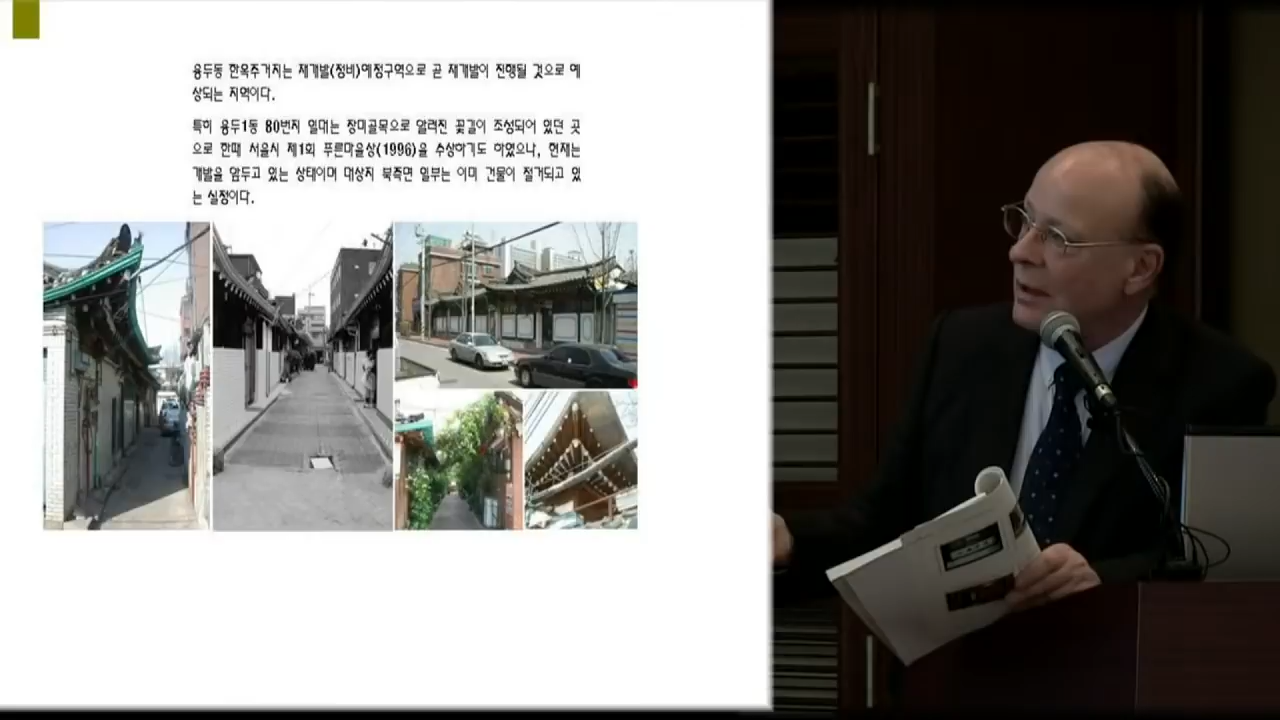 용두동 한옥주거지는 재개발(정비)예정구역으로 곧 재개발이 진행될 것으로 예
상되는 지역이다.
특히 용두1동 80번지 일대는 장미골목으로 알려진 꽃길이 조성되어 있던 곳
으로 한때 서울시 제1회 푸른마을상(1996)을 수상하기도 하였으나, 현재는
개발을 앞두고 있는 상태이며 대상지 북측면 일부는 이미 건물이 철거되고 있
는 실정이다.